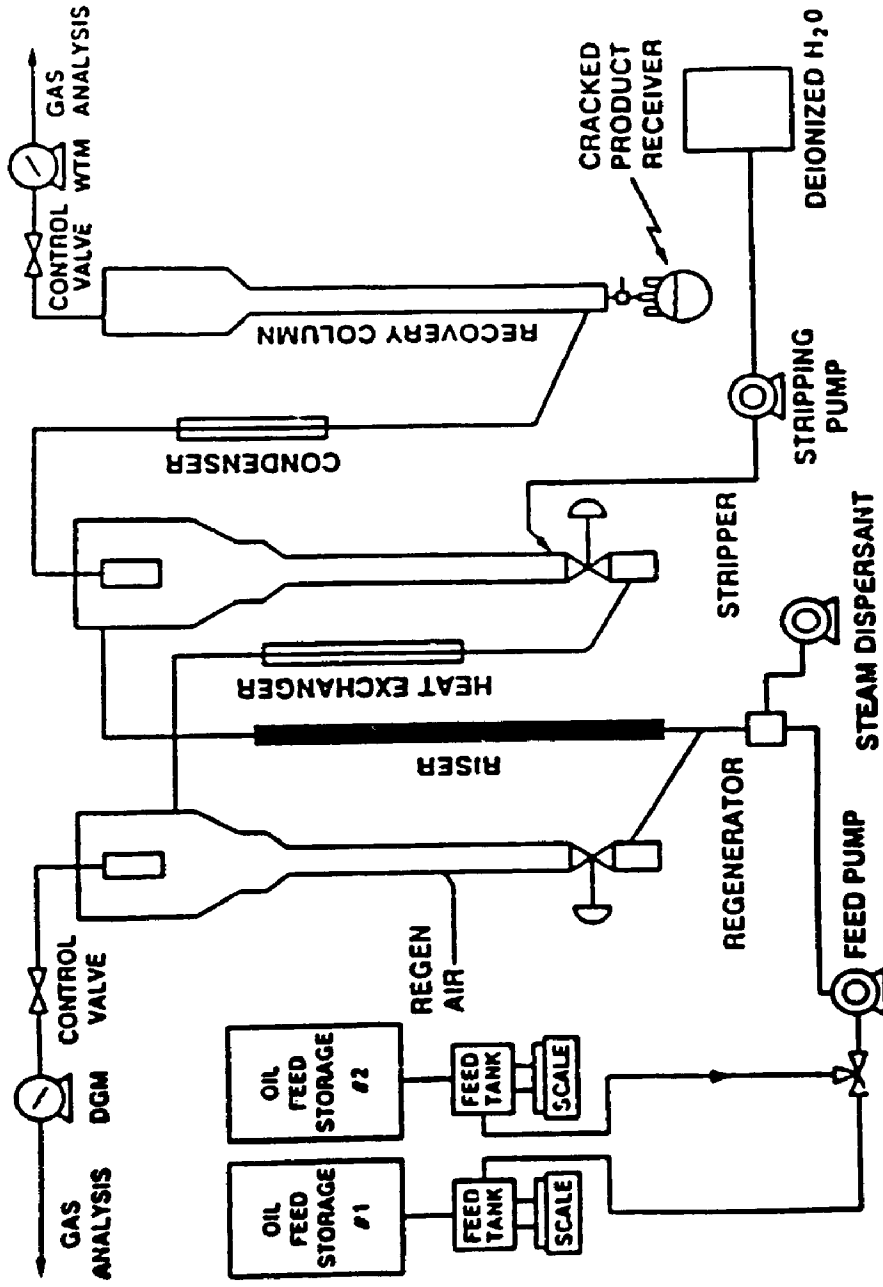 GAS
ANALYSIS
DGM
CONTROL
VALVE
CONTROL
VALVE
WTM
GAS
ANALYSIS
OIL
FEED
STORAGE
#1
OIL
FEED
STORAGE
#2
FEED
TANK
SCALE
FEED
TANK
SCALE
REGEN
AIR
RISER
HEAT EXCHANGER
CONDENSER
RECOVERY COLUMN
CRACKED
PRODUCT
RECEIVER
REGENERATOR
STRIPPER
FEED PUMP
STEAM DISPERSANT
STRIPPING
PUMP
DEIONIZED H₂O